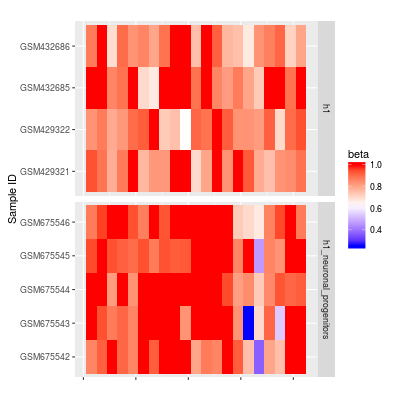 Sample ID
GSM432686
GSM432685
GSM429322
GSM429321
h1
GSM675546
GSM675545
GSM675544
GSM675543
GSM675542
h1_neuronal_progenitors
beta
1.0
0.8
0.6
0.4